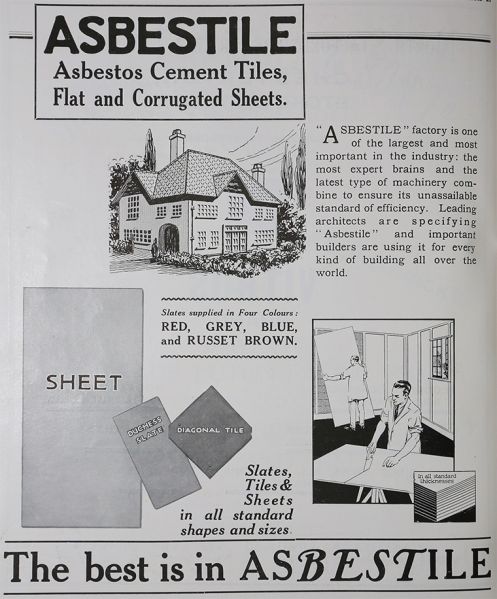 ASBESTILE
Asbestos Cement Tiles,
Flat and Corrugated Sheets.
"ASBESTILE" factory is one
of the largest and most
important in the industry: the
most expert brains and the
latest type of machinery com-
bine to ensure its unassailable
standard of efficiency. Leading
architects are specifying
"Asbestile" and important
builders are using it for every
kind of building all over the
world.
Slates supplied in Four Colours:
RED, GREY, BLUE,
and RUSSET BROWN.
SHEET
DUCHESS
SLATE
DIAGONAL TILE
Slates,
Tiles &
Sheets
in all standard
shapes and sizes.
In all standard
thicknesses
The best is in ASBESTILE